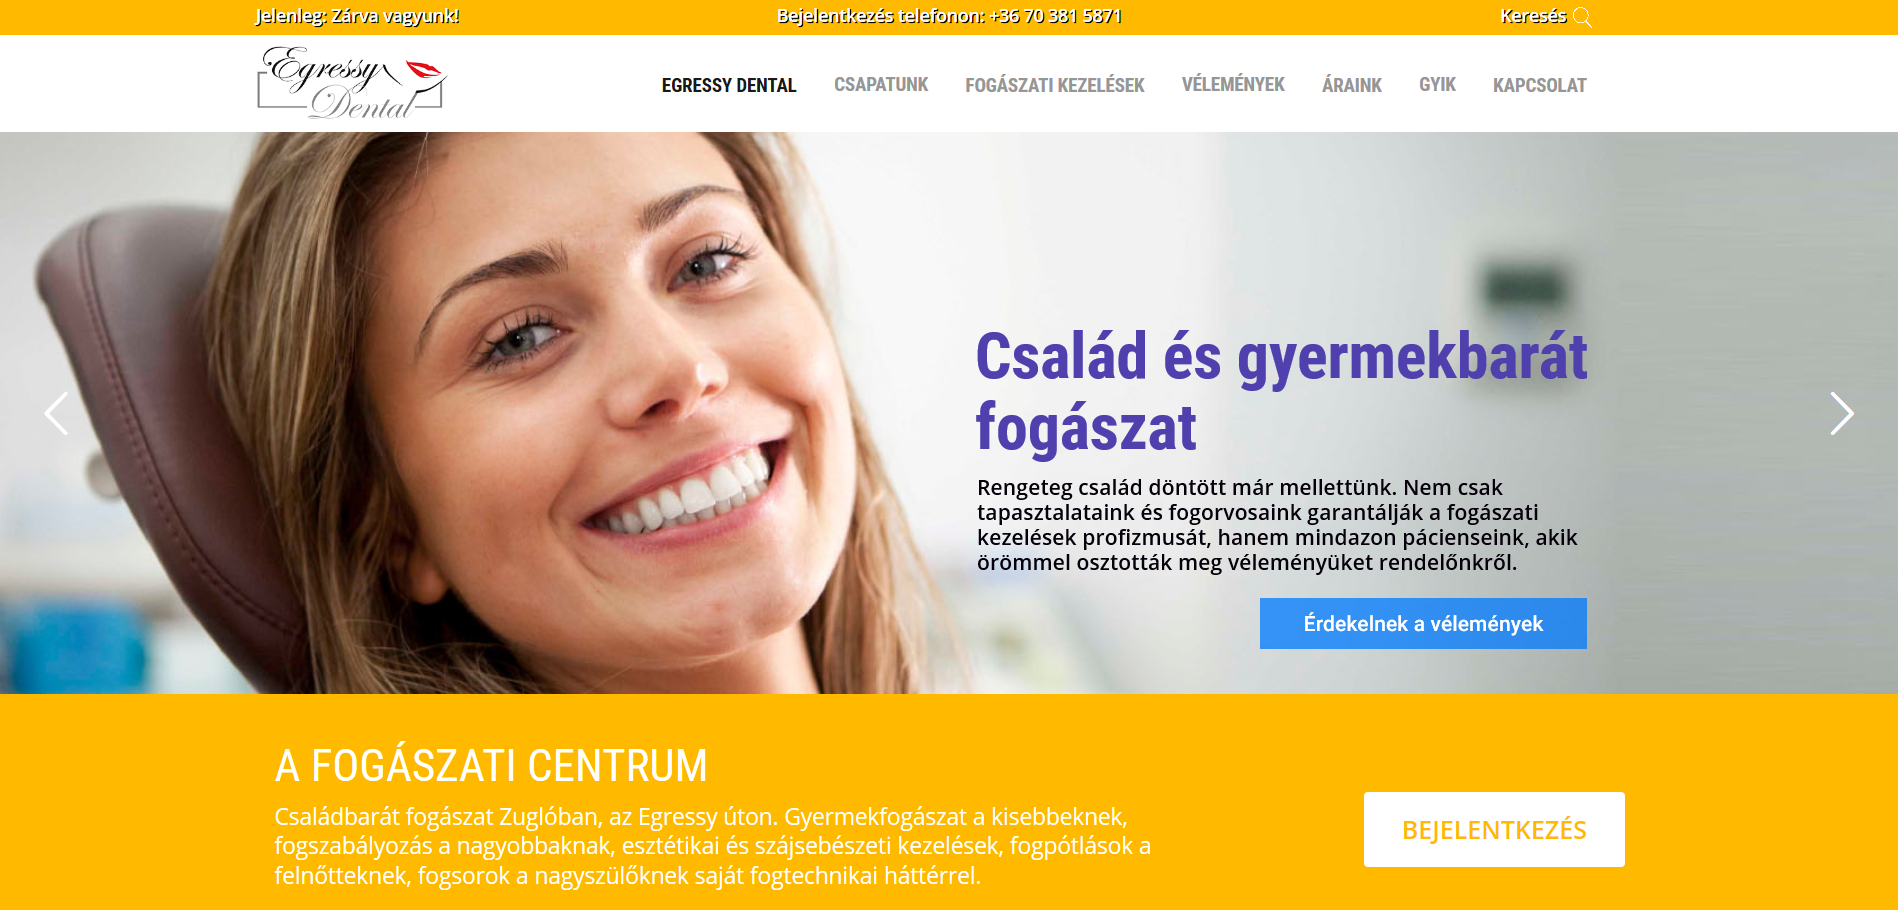 Jelenleg: Zárva vagyunk!
Bejelentkezés telefonon: +36 70 381 5871
Keresés
Egressy
Dental
EGRESSY DENTAL
CSAPATUNK
FOGÁSZATI KEZELÉSEK
VÉLEMÉNYEK
ÁRAINK
GYIK
KAPCSOLAT
Család és gyermekbarát
fogászat
Rengeteg család döntött már mellettünk. Nem csak
tapasztalataink és fogorvosaink garantálják a fogászati
kezelések profizmusát, hanem mindazon pácienseink, akik
örömmel osztották meg véleményüket rendelőnkről.
Érdekelnek a vélemények
A FOGÁSZATI CENTRUM
Családbarát fogászat Zuglóban, az Egressy úton. Gyermekfogászat a kisebbeknek,
fogszabályozás a nagyobbaknak, esztétikai és szájsebészeti kezelések, fogpótlások a
felnőtteknek, fogsorok a nagyszülőknek saját fogtechnikai háttérrel.
BEJELENTKEZÉS